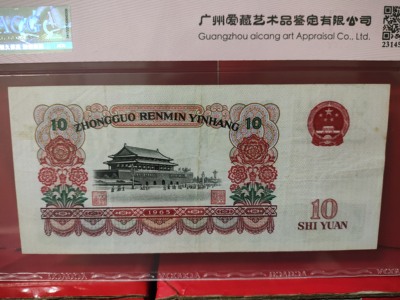 广州爱藏艺术品鉴定有限公司
Guangzhou aicang art Appraisal Co., Ltd.
23145
10 ZHONGGUO RENMIN YINHANG 10
1965
10
SHI YUAN